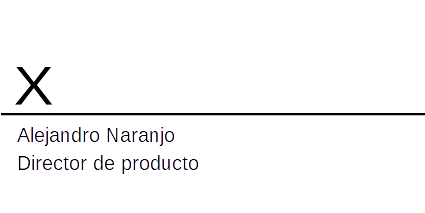 X
Alejandro Naranjo
Director de producto